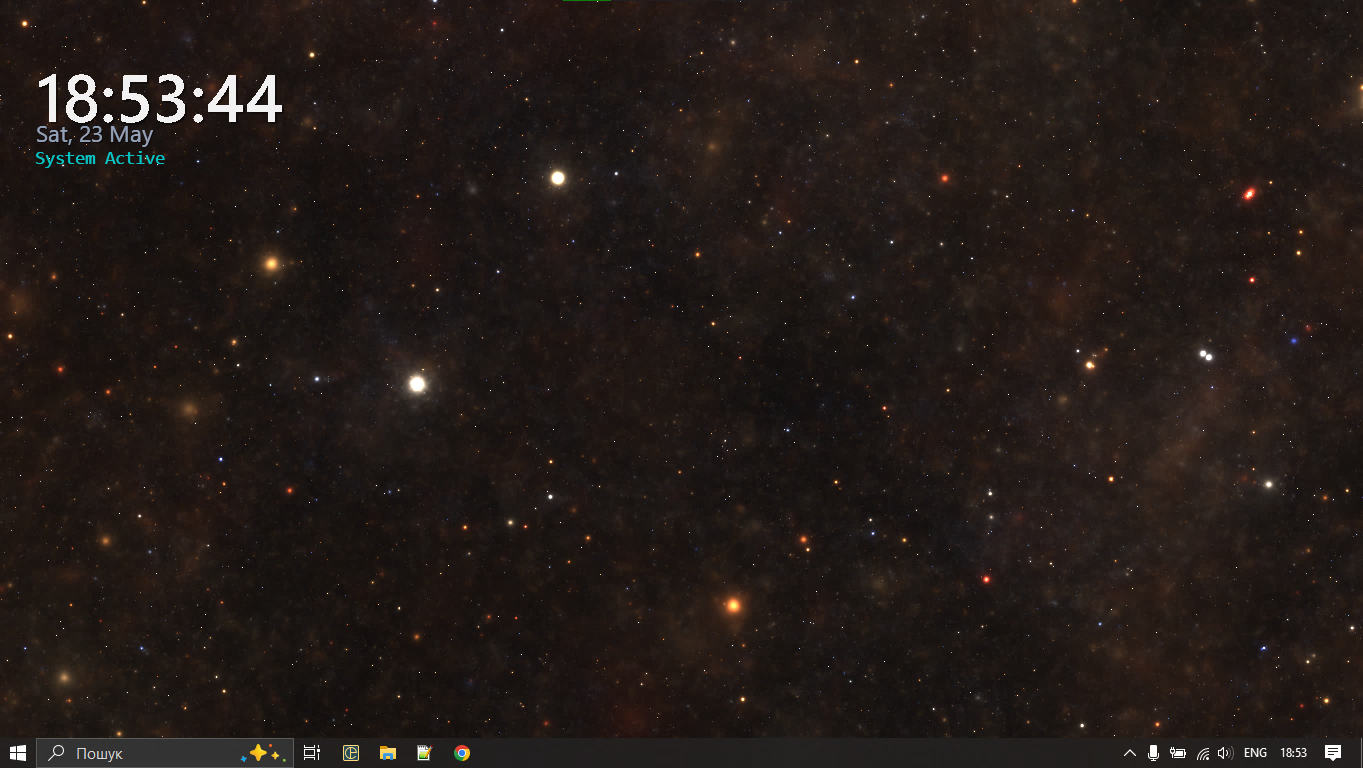 18:53:44
Sat, 23 May
System Active
Пошук
ENG
18:53